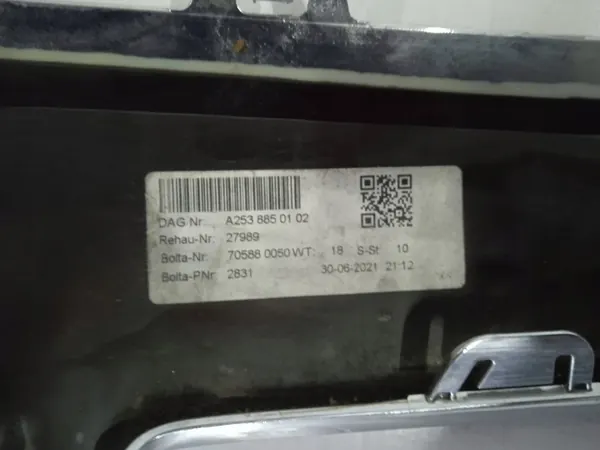 DAG Nr: A253 885 01 02
Rehau-Nr: 27989
Bolta-Nr: 70588 0050 WT: 18 S-St 10
Bolta-PNr: 2831 30-06-2021 21:12